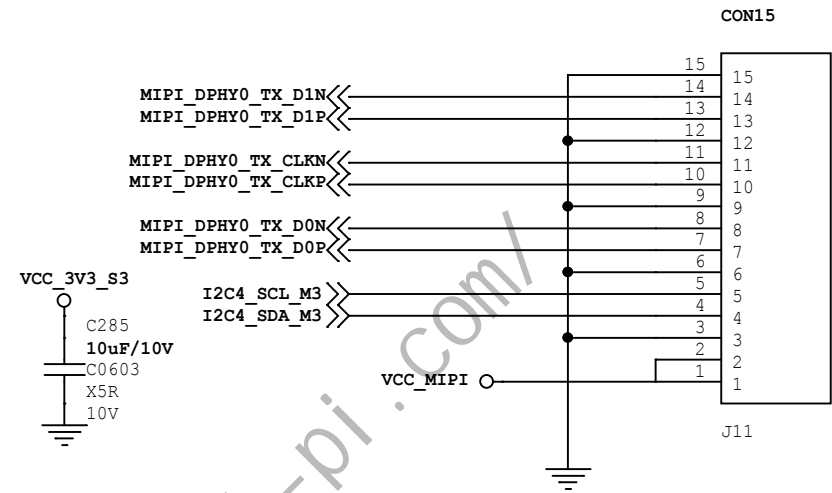 CON15
15 15
MIPI_DPHY0_TX_D1N 14 14
MIPI_DPHY0_TX_D1P 13 13
12 12
MIPI_DPHY0_TX_CLKN 11 11
MIPI_DPHY0_TX_CLKP 10 10
9 9
MIPI_DPHY0_TX_D0N 8 8
MIPI_DPHY0_TX_D0P 7 7
6 6
VCC_3V3_S3
I2C4_SCL_M3 5 5
I2C4_SDA_M3 4 4
C285
3 3
10uF/10V
2 2
C0603
VCC_MIPI 1 1
X5R
10V
J11
-pi.com/